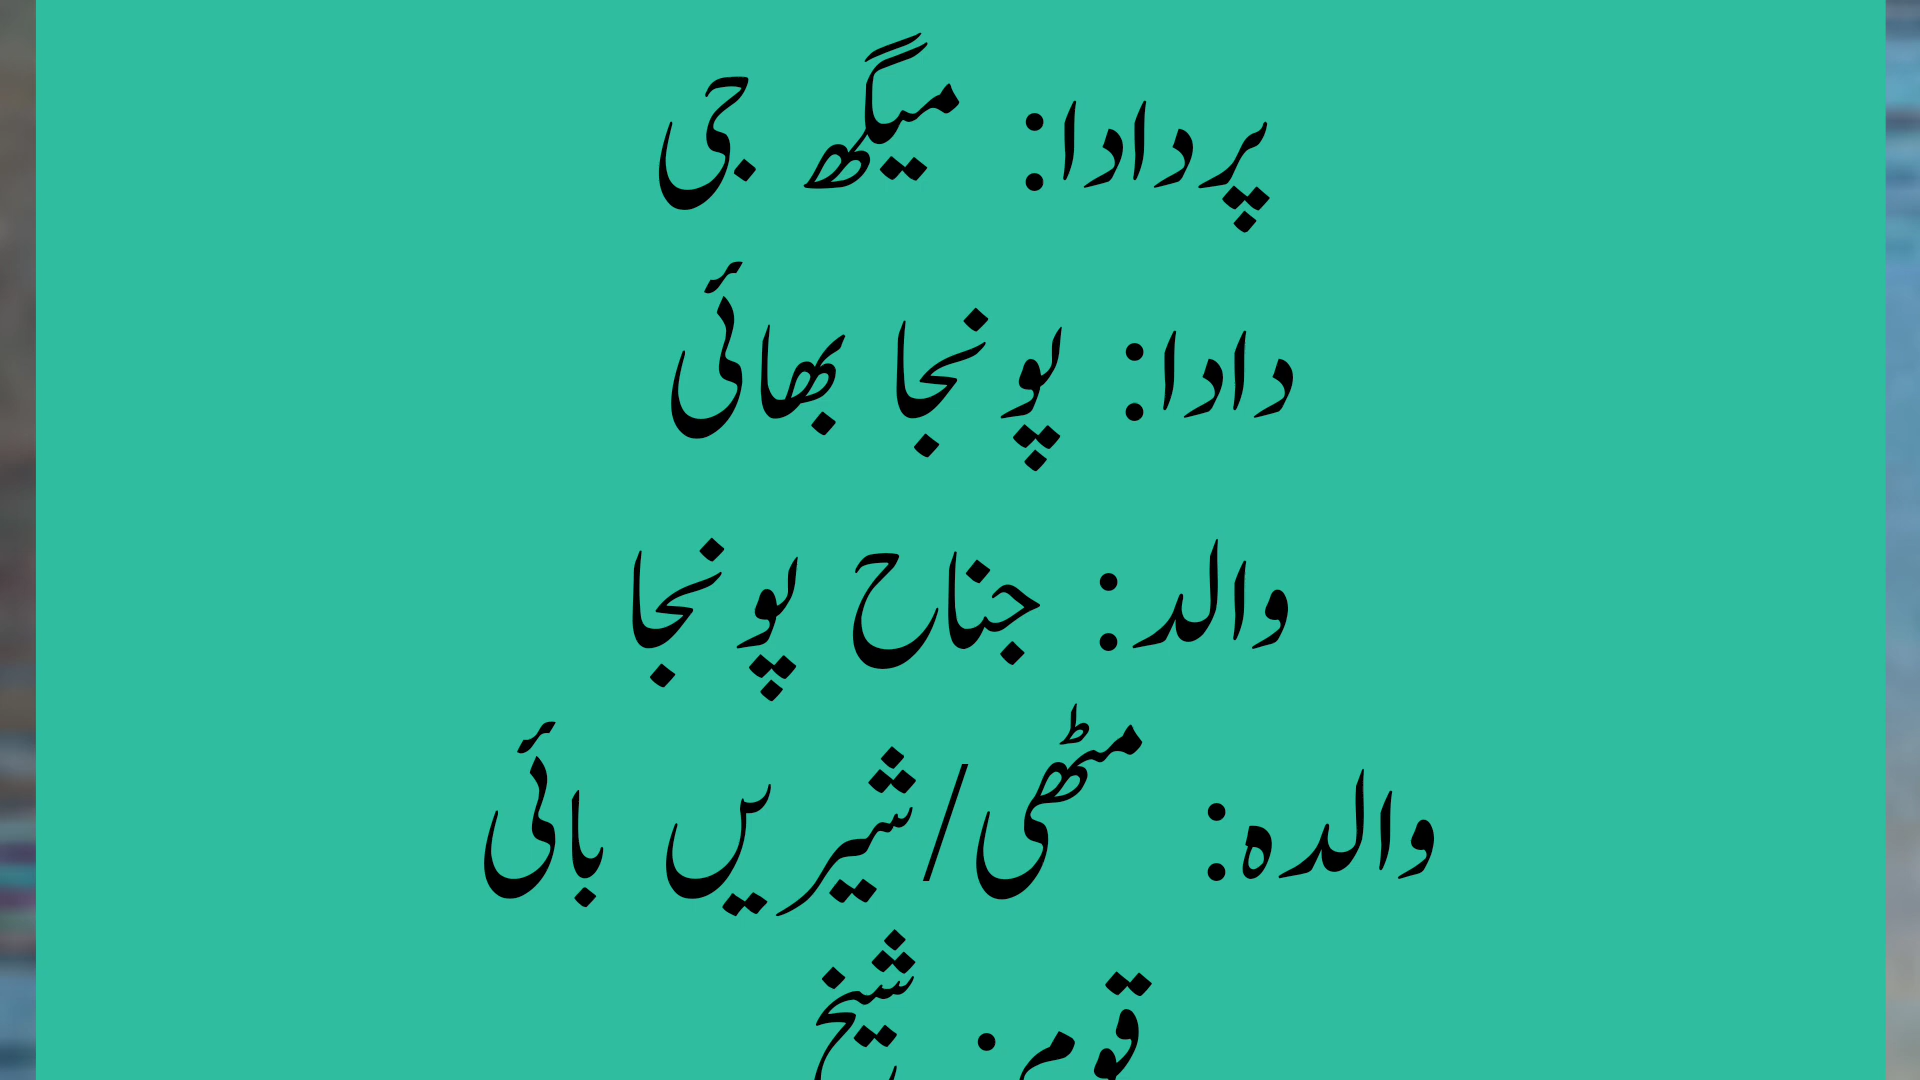 پردادا: میگھ جی
دادا: پونجا بھائی
والد: جناح پونجا
والدہ: مٹھی/شیریں بائی
قوم: شیخ